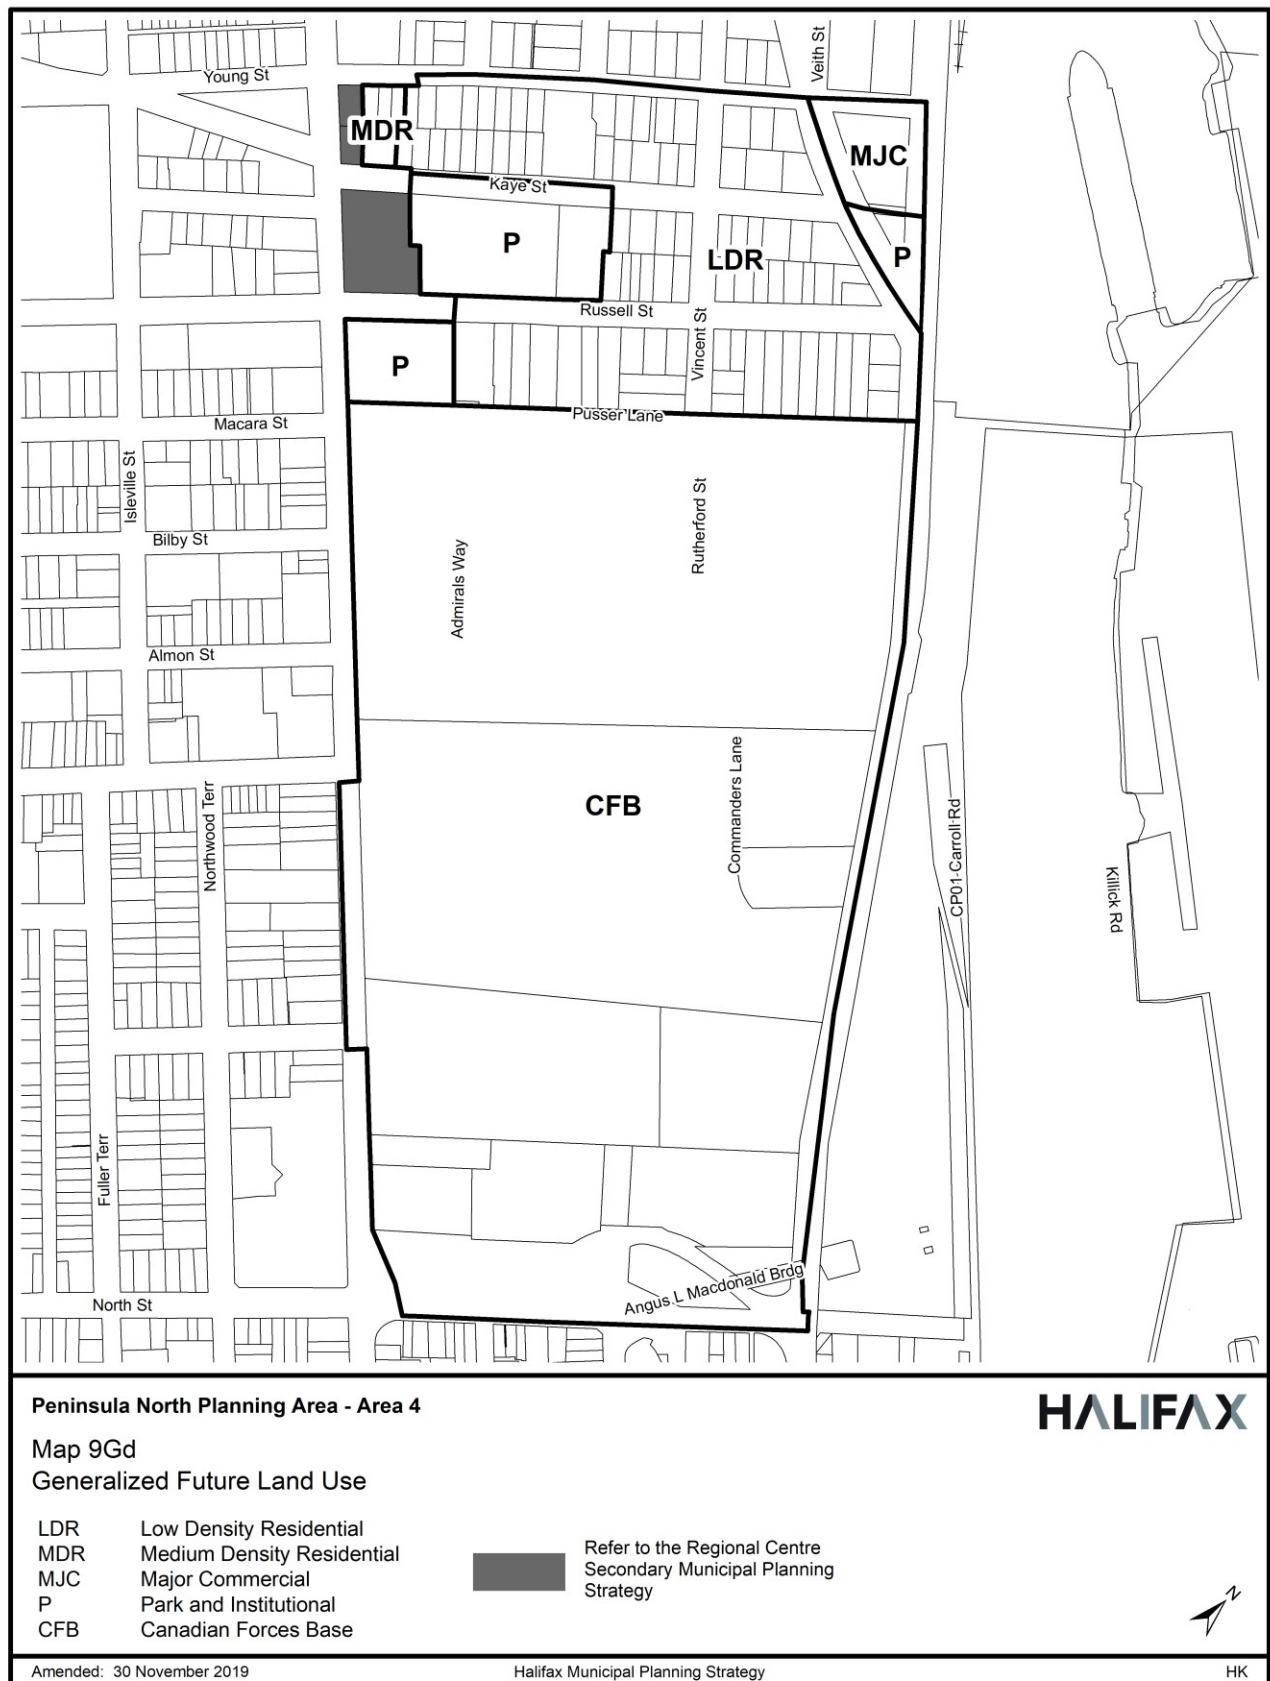 Veith St
Young St
MDR
MJC
Kaye St
P
LDR
P
Russell St
Vincent St
P
Pusser Lane
Macara St
Isleville St
Rutherford St
Bilby St
Admirals Way
Almon St
Commanders Lane
CFB
Northwood Terr
CP01-Carroll Rd
Killick Rd
Fuller Terr
Angus L Macdonald Brdg
North St
Peninsula North Planning Area - Area 4
HALIFAX
Map 9Gd
Generalized Future Land Use
LDR Low Density Residential
MDR Medium Density Residential
MJC Major Commercial
P Park and Institutional
CFB Canadian Forces Base
Refer to the Regional Centre
Secondary Municipal Planning
Strategy
N
Amended: 30 November 2019
Halifax Municipal Planning Strategy
HK